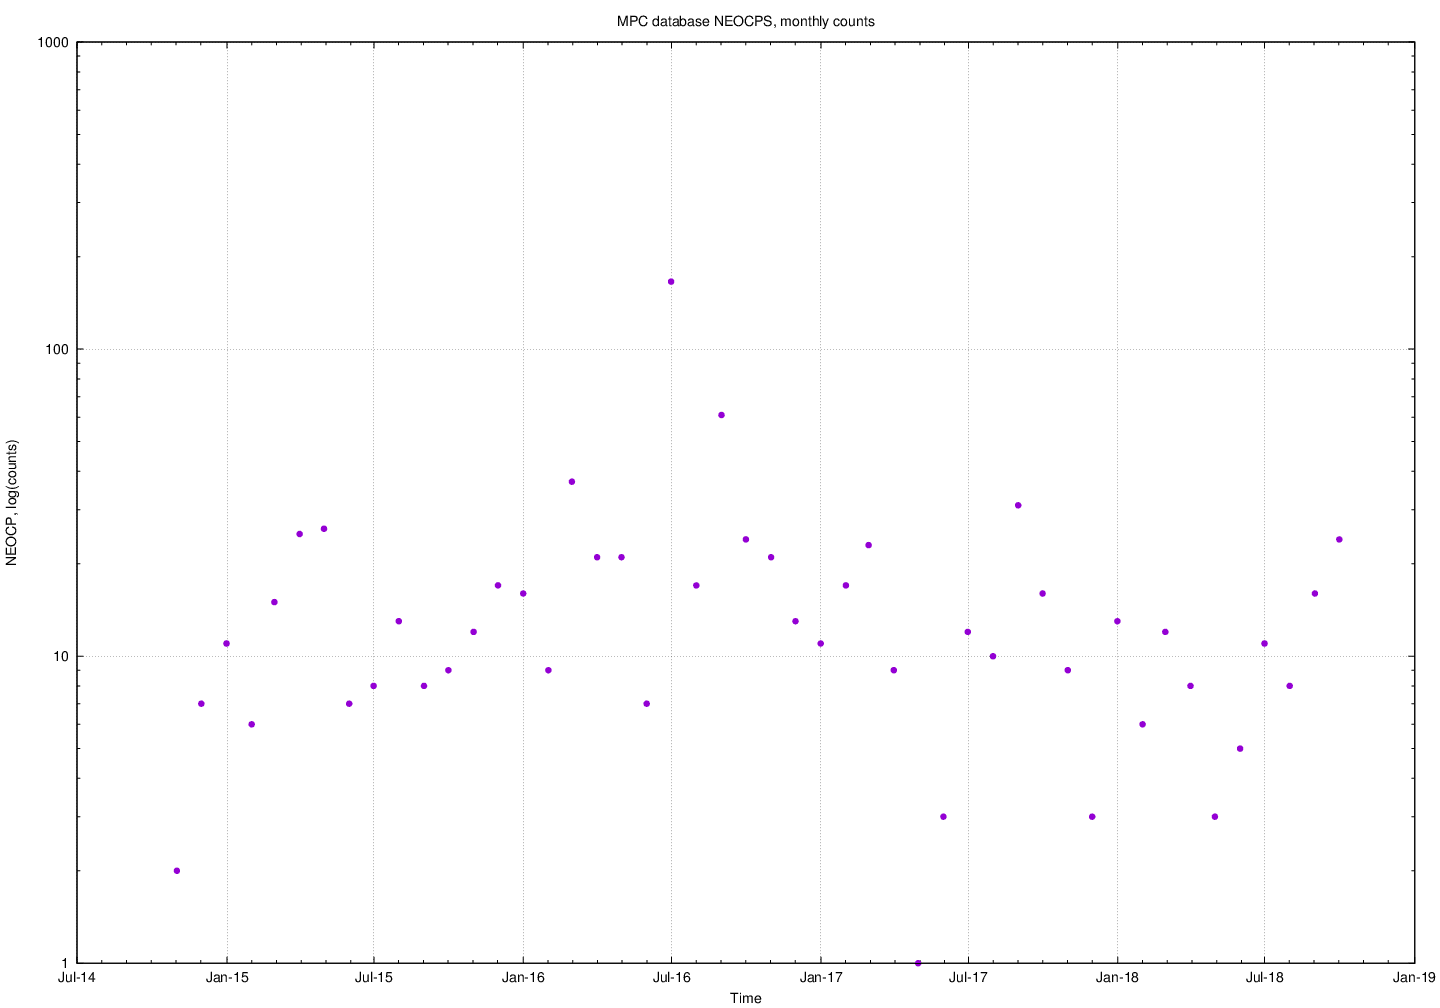 MPC database NEOCPS, monthly counts
1000
100
10
1
NEOCP, log(counts)
Jul-14 Jan-15 Jul-15 Jan-16 Jul-16 Jan-17 Jul-17 Jan-18 Jul-18 Jan-19
Time